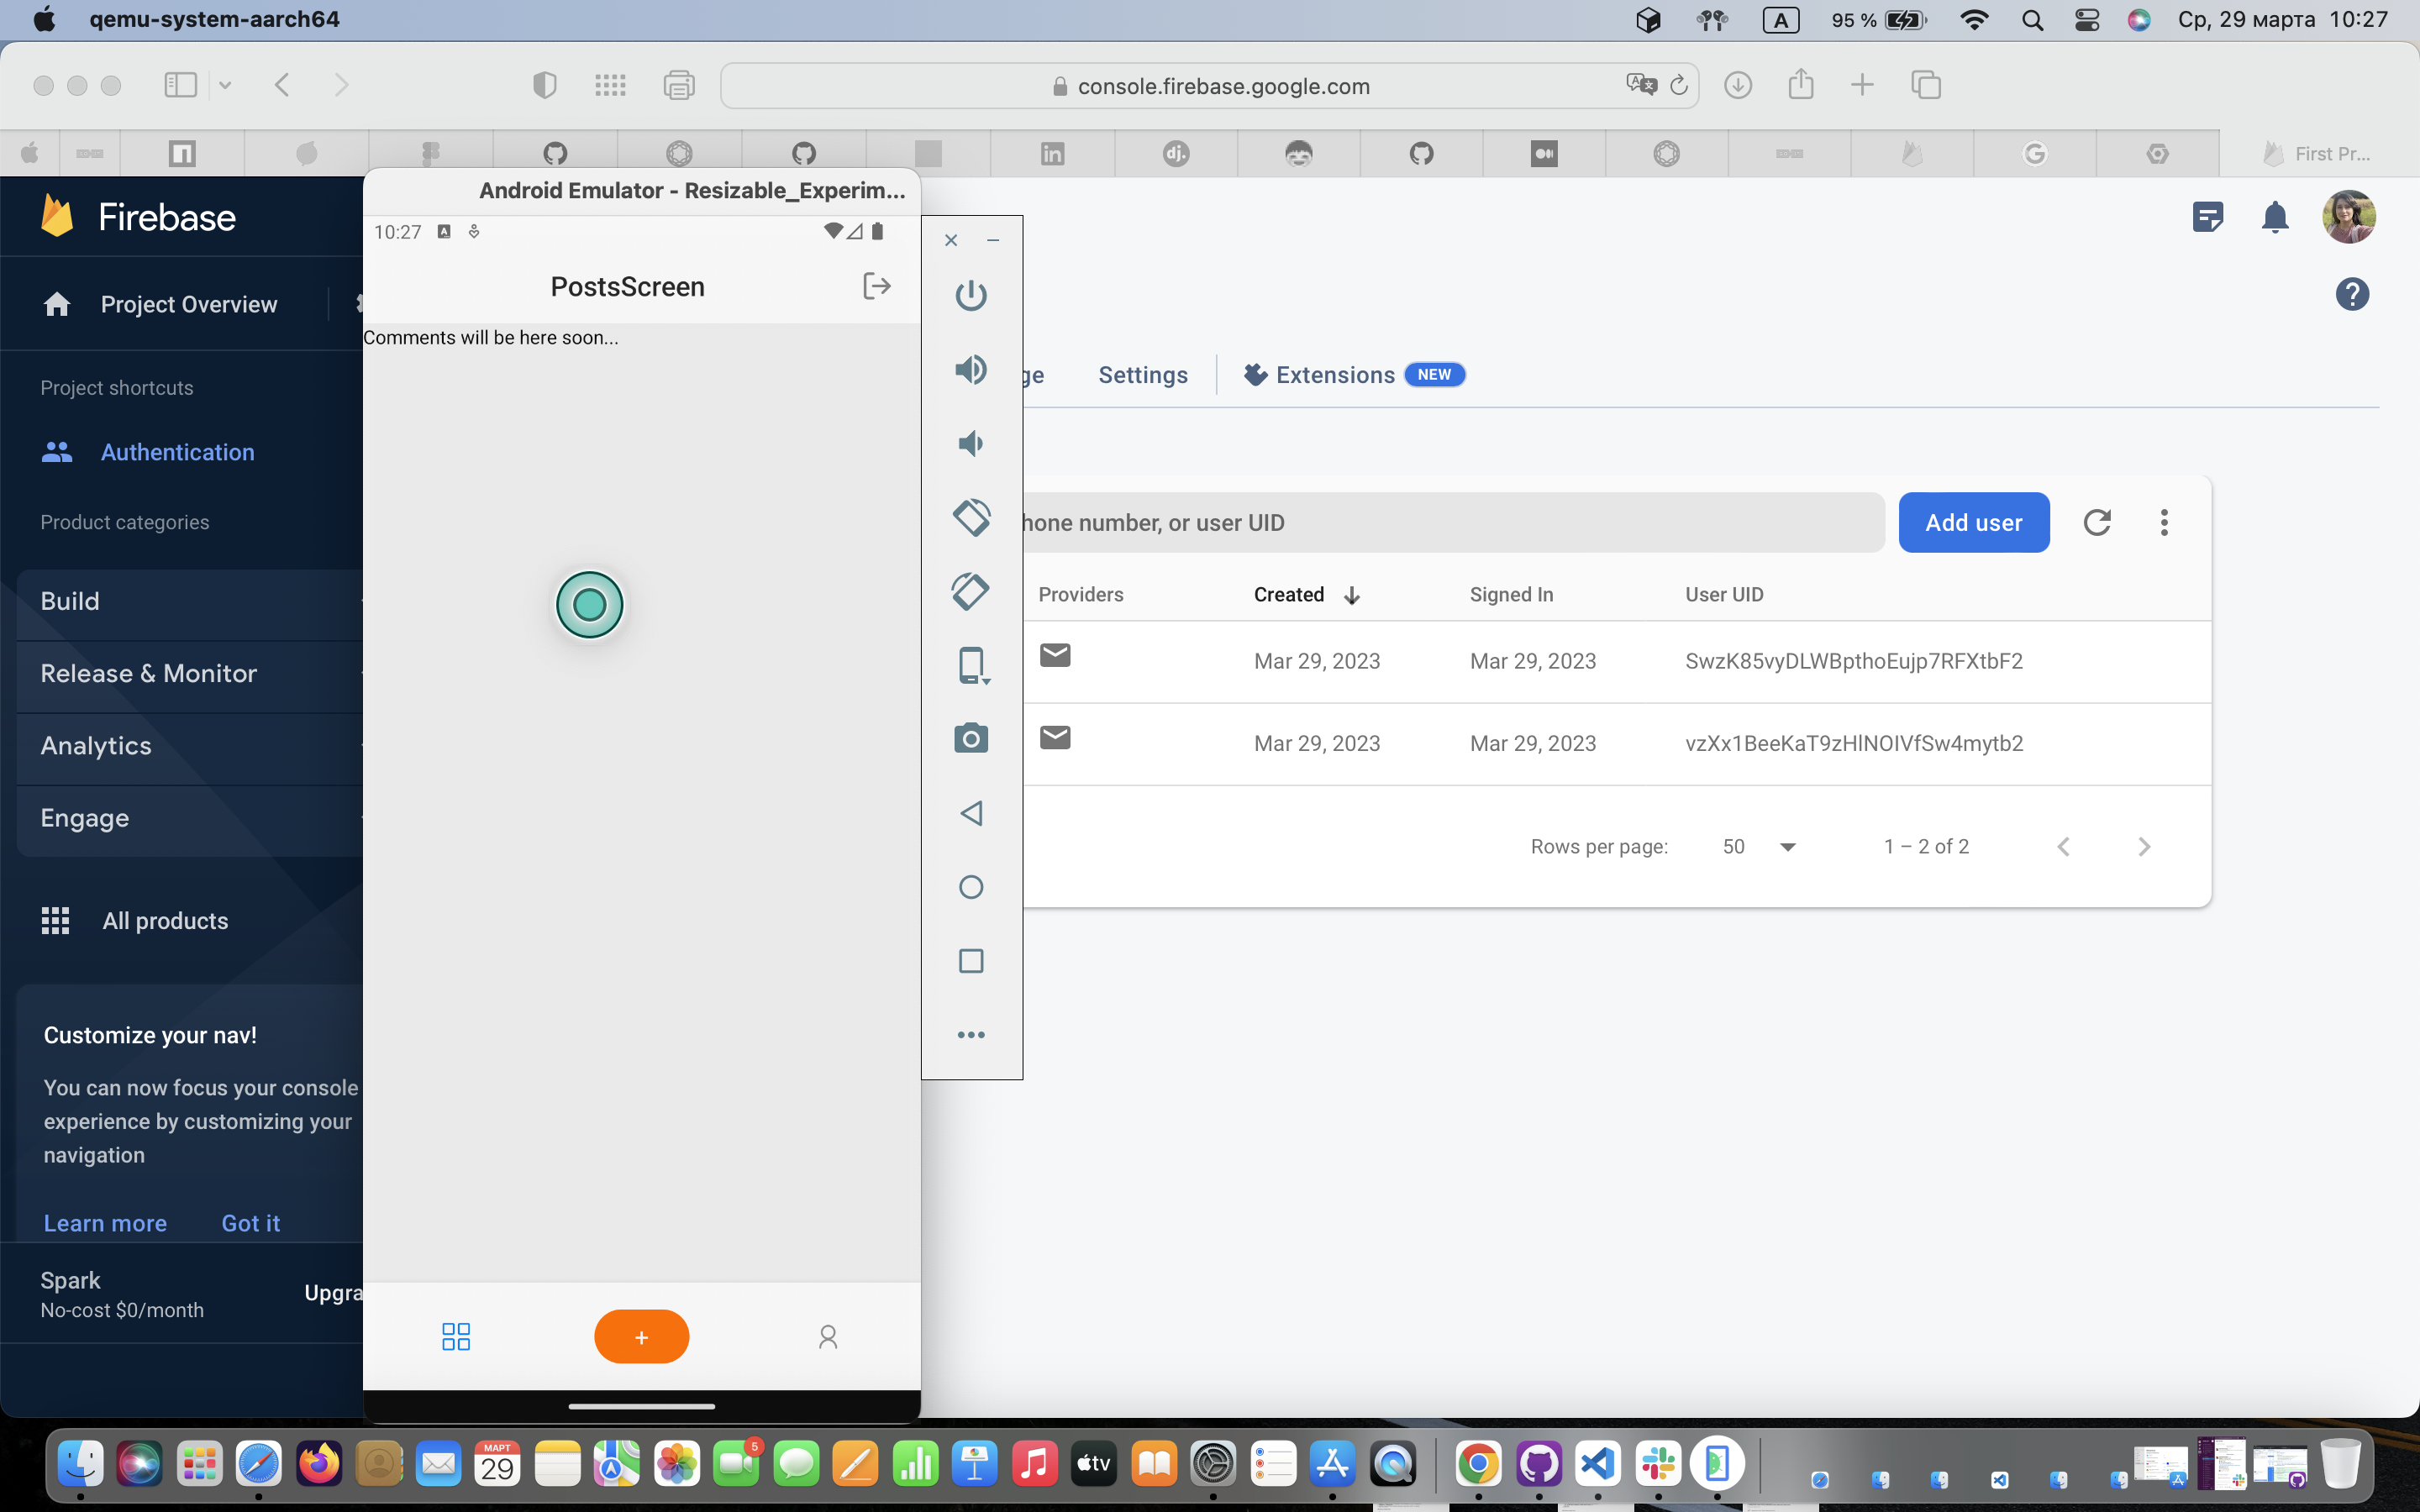 qemu-system-aarch64
A
95 %
Ср, 29 марта 10:27
console.firebase.google.com
dj.
First Pr...
Firebase
Project Overview
Project shortcuts
Authentication
Product categories
Build
Release & Monitor
Analytics
Engage
All products
Customize your nav!
You can now focus your console
experience by customizing your
navigation
Learn more
Got it
Spark
No-cost $0/month
Upgra
Android Emulator - Resizable_Experim...
10:27
PostsScreen
Comments will be here soon...
+
ge
Settings
Extensions
NEW
hone number, or user UID
Add user
Providers
Created
Signed In
User UID
Mar 29, 2023
Mar 29, 2023
SwzK85vyDLWBpthoEujp7RFXtbF2
Mar 29, 2023
Mar 29, 2023
vzXx1BeeKaT9zHlNOIVfSw4mytb2
Rows per page:
50
1 – 2 of 2
МАРТ
29
5
tv